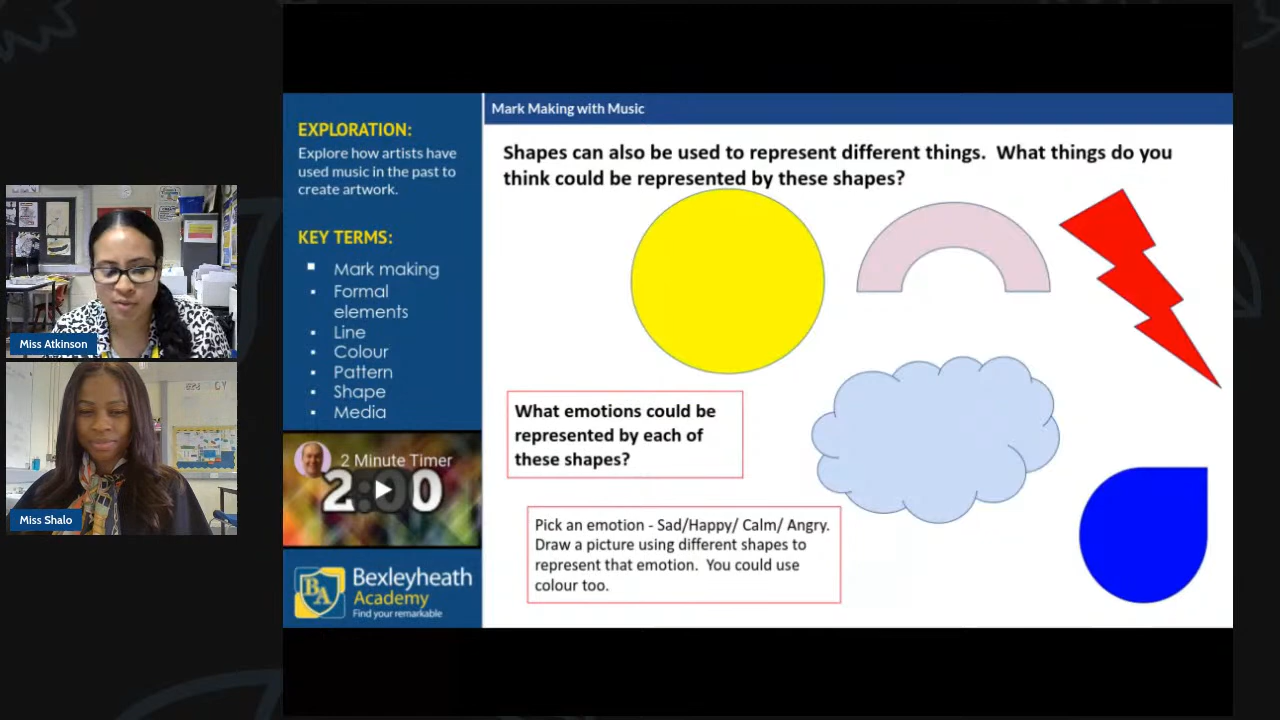 Mark Making with Music
EXPLORATION:
Explore how artists have
used music in the past to
create artwork.
KEY TERMS:
Mark making
Formal
elements
Line
Colour
Pattern
Shape
Media
2 Minute Timer
2:00
BA
Bexleyheath
Academy
Find your remarkable
Shapes can also be used to represent different things. What things do you
think could be represented by these shapes?
What emotions could be
represented by each of
these shapes?
Pick an emotion - Sad/Happy/ Calm/ Angry.
Draw a picture using different shapes to
represent that emotion. You could use
colour too.
Miss Atkinson
Miss Shalo